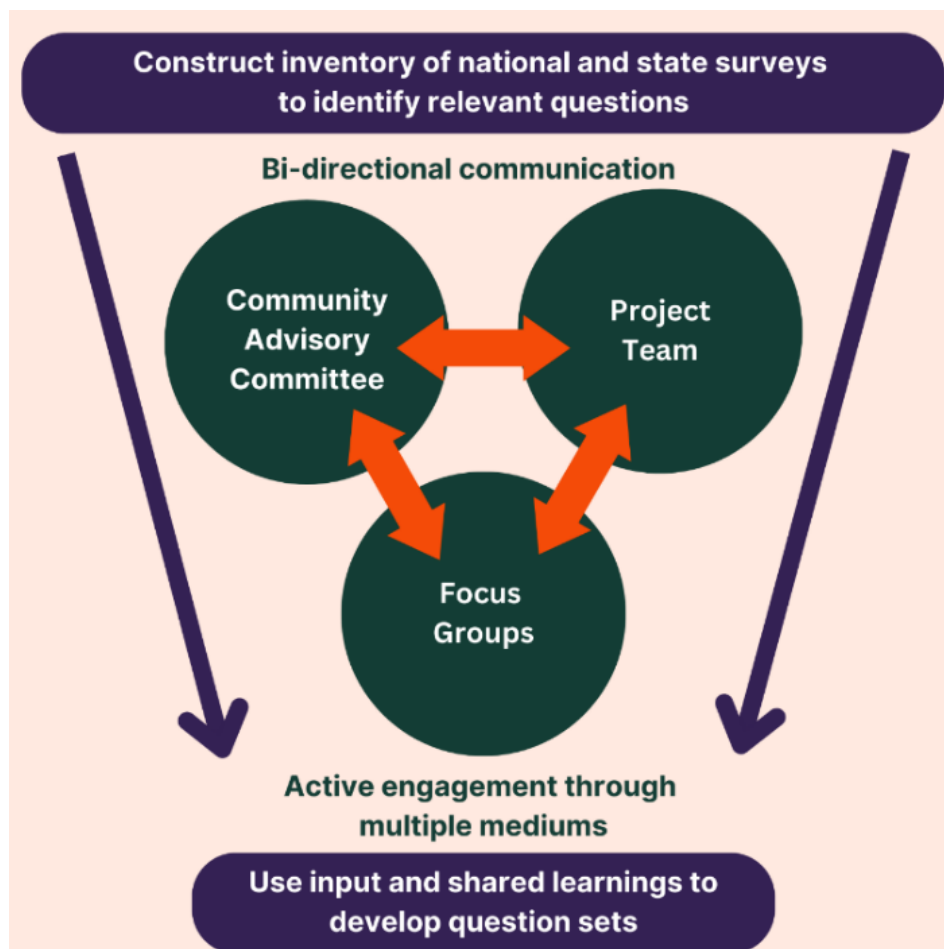 Construct inventory of national and state surveys
to identify relevant questions
Bi-directional communication
Community
Advisory
Committee
Project
Team
Focus
Groups
Active engagement through
multiple mediums
Use input and shared learnings to
develop question sets